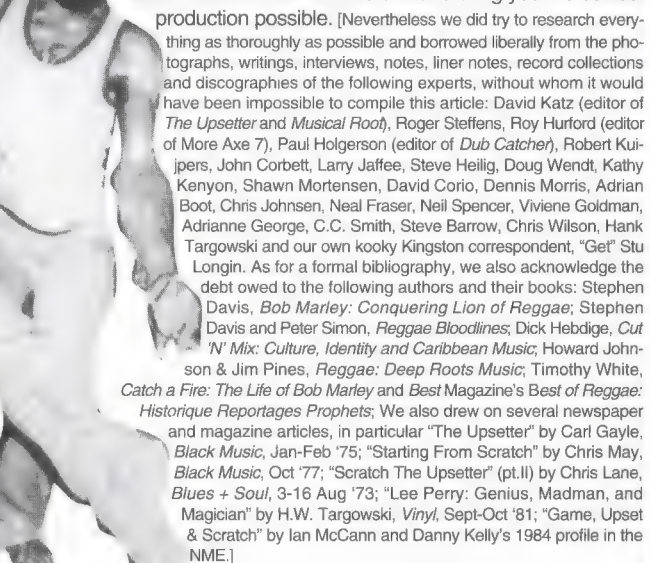 production possible. [Nevertheless we did try to research every-
thing as thoroughly as possible and borrowed liberally from the pho-
tographs, writings, interviews, notes, liner notes, record collections
and discographies of the following experts, without whom it would
have been impossible to compile this article: David Katz (editor of
The Upsetter and Musical Root), Roger Steffens, Roy Hurford (editor
of More Axe 7), Paul Holgerson (editor of Dub Catcher), Robert Kui-
jpers, John Corbett, Larry Jaffee, Steve Heilig, Doug Wendt, Kathy
Kenyon, Shawn Mortensen, David Corio, Dennis Morris, Adrian
Boot, Chris Johnsen, Neal Fraser, Neil Spencer, Viviene Goldman,
Adrianne George, C.C. Smith, Steve Barrow, Chris Wilson, Hank
Targowski and our own kooky Kingston correspondent, "Get" Stu
Longin. As for a formal bibliography, we also acknowledge the
debt owed to the following authors and their books: Stephen
Davis, Bob Marley: Conquering Lion of Reggae; Stephen
Davis and Peter Simon, Reggae Bloodlines; Dick Hebdige, Cut
'N' Mix: Culture, Identity and Caribbean Music; Howard John-
son & Jim Pines, Reggae: Deep Roots Music; Timothy White,
Catch a Fire: The Life of Bob Marley and Best Magazine's Best of Reggae:
Historique Reportages Prophets; We also drew on several newspaper
and magazine articles, in particular "The Upsetter" by Carl Gayle,
Black Music, Jan-Feb '75; "Starting From Scratch" by Chris May,
Black Music, Oct '77; "Scratch The Upsetter" (pt.II) by Chris Lane,
Blues + Soul, 3-16 Aug '73; "Lee Perry: Genius, Madman, and
Magician" by H.W. Targowski, Vinyl, Sept-Oct '81; "Game, Upset
& Scratch" by Ian McCann and Danny Kelly's 1984 profile in the
NME.]